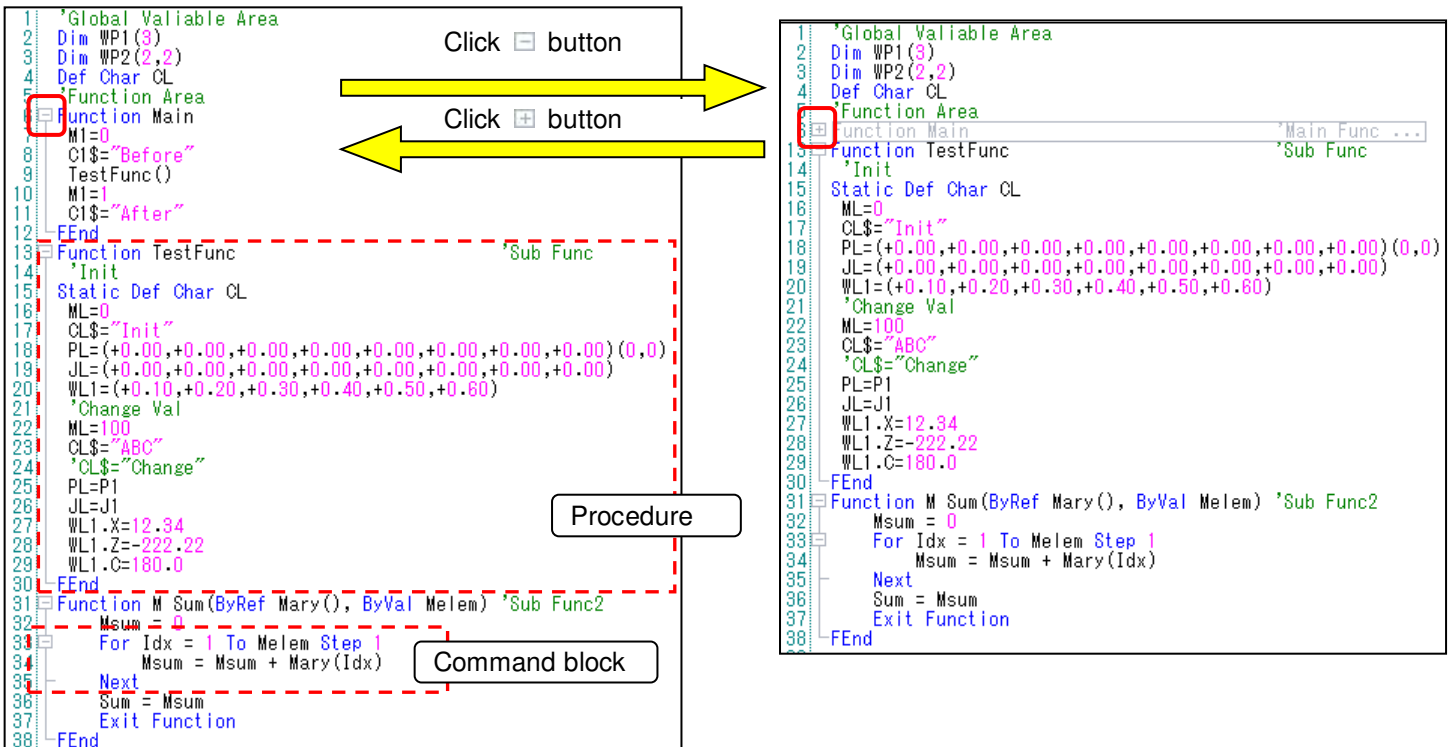 1 'Global Valiable Area
2 Dim WP1(3)
3 Dim WP2(2,2)
4 Def Char CL
5 'Function Area
6 Function Main
7 M1=0
8 C1$="Before"
9 TestFunc()
10 M1=1
11 C1$="After"
12 FEnd
13 Function TestFunc 'Sub Func
14 'Init
15 Static Def Char CL
16 ML=0
17 CL$="Init"
18 PL=(+0.00,+0.00,+0.00,+0.00,+0.00,+0.00,+0.00,+0.00)(0,0)
19 JL=(+0.00,+0.00,+0.00,+0.00,+0.00,+0.00,+0.00,+0.00)
20 WL1=(+0.10,+0.20,+0.30,+0.40,+0.50,+0.60)
21 'Change Val
22 ML=100
23 CL$="ABC"
24 'CL$="Change"
25 PL=P1
26 JL=J1
27 WL1.X=12.34
28 WL1.Z=-222.22
29 WL1.C=180.0
30 FEnd
31 Function M Sum(ByRef Mary(), ByVal Melem) 'Sub Func2
32 Msum = 0
33 For Idx = 1 To Melem Step 1
34 Msum = Msum + Mary(Idx)
35 Next
36 Sum = Msum
37 Exit Function
38 FEnd
Procedure
Command block
Click - button
Click + button
1 'Global Valiable Area
2 Dim WP1(3)
3 Dim WP2(2,2)
4 Def Char CL
5 'Function Area
6 Function Main 'Main Func ...
13 Function TestFunc 'Sub Func
14 'Init
15 Static Def Char CL
16 ML=0
17 CL$="Init"
18 PL=(+0.00,+0.00,+0.00,+0.00,+0.00,+0.00,+0.00,+0.00)(0,0)
19 JL=(+0.00,+0.00,+0.00,+0.00,+0.00,+0.00,+0.00,+0.00)
20 WL1=(+0.10,+0.20,+0.30,+0.40,+0.50,+0.60)
21 'Change Val
22 ML=100
23 CL$="ABC"
24 'CL$="Change"
25 PL=P1
26 JL=J1
27 WL1.X=12.34
28 WL1.Z=-222.22
29 WL1.C=180.0
30 FEnd
31 Function M Sum(ByRef Mary(), ByVal Melem) 'Sub Func2
32 Msum = 0
33 For Idx = 1 To Melem Step 1
34 Msum = Msum + Mary(Idx)
35 Next
36 Sum = Msum
37 Exit Function
38 FEnd